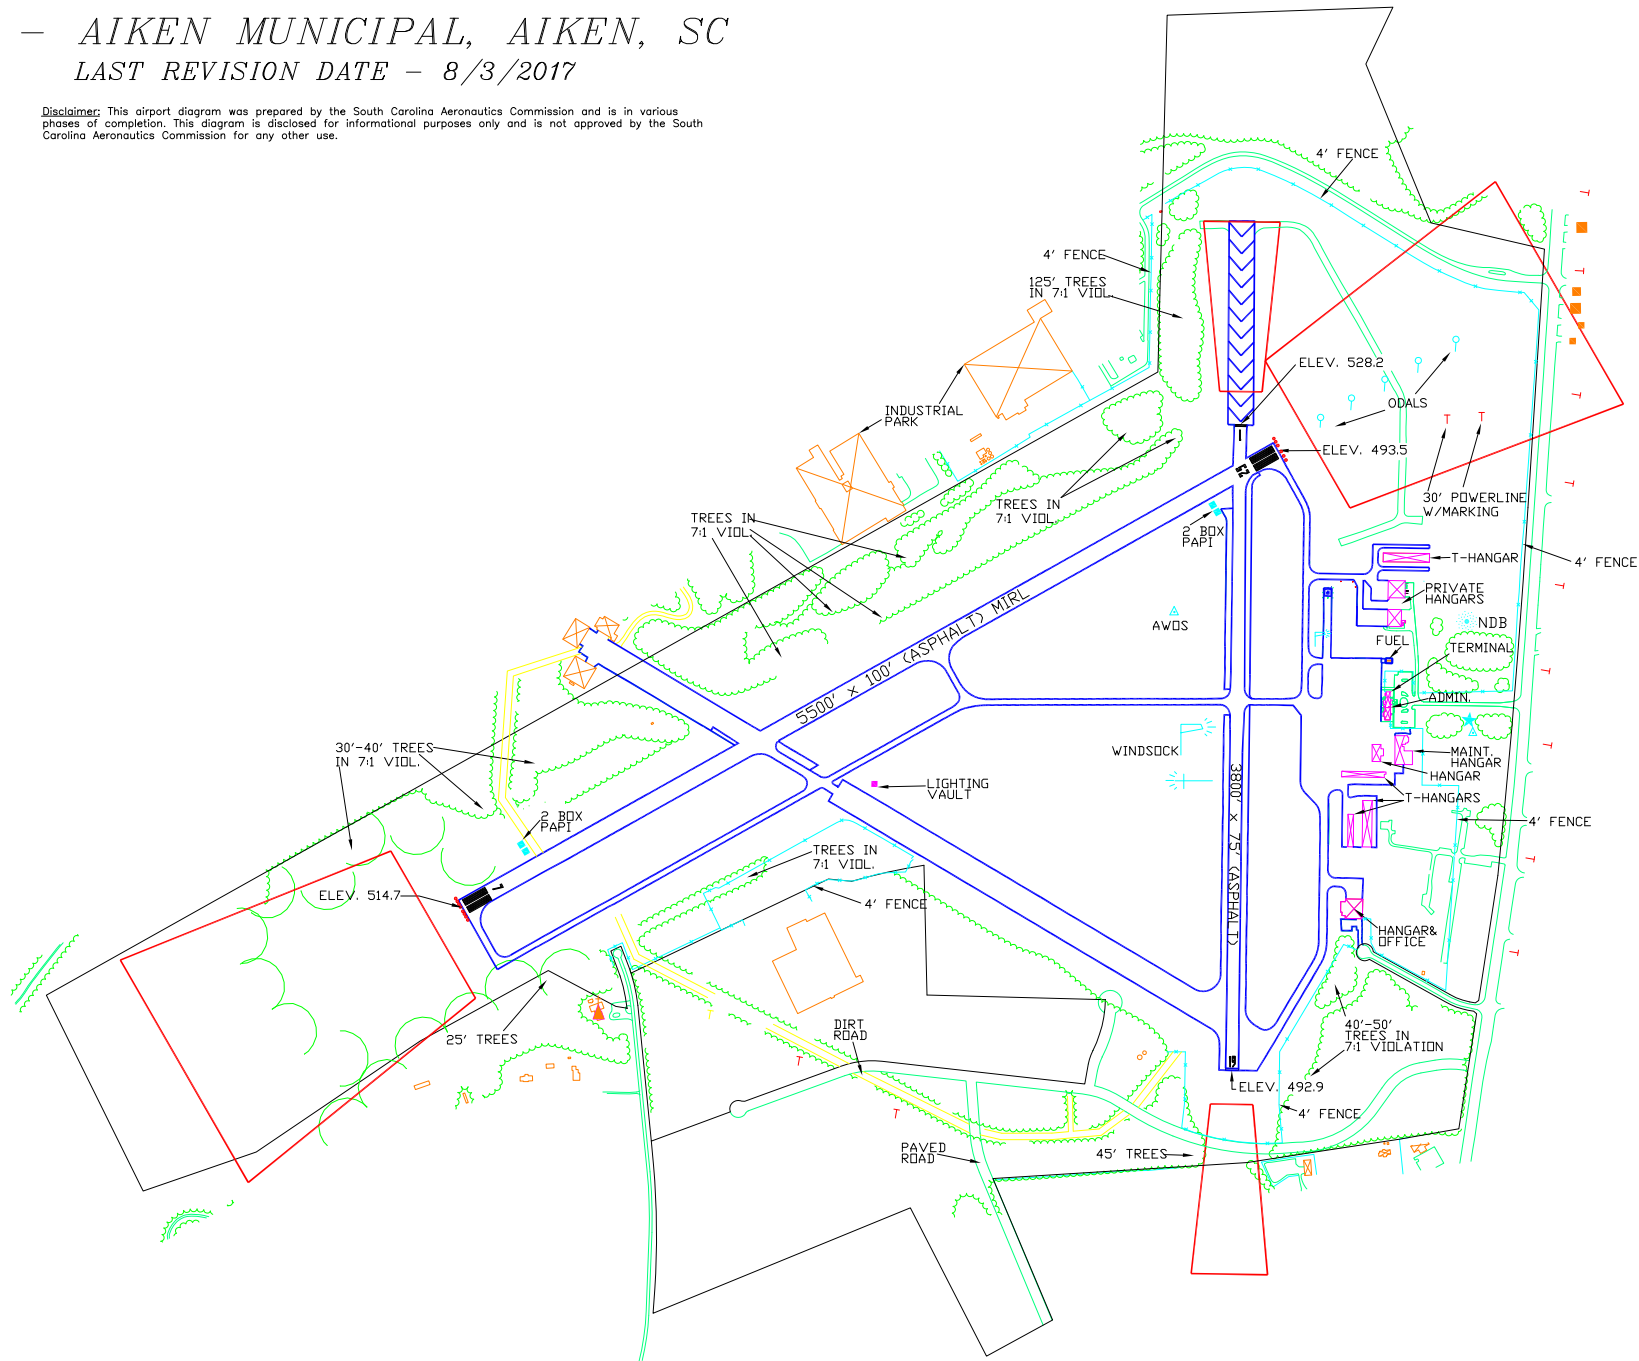 – AIKEN MUNICIPAL, AIKEN, SC
LAST REVISION DATE – 8/3/2017
Disclaimer: This airport diagram was prepared by the South Carolina Aeronautics Commission and is in various
phases of completion. This diagram is disclosed for informational purposes only and is not approved by the South
Carolina Aeronautics Commission for any other use.
4' FENCE
T
4' FENCE
125' TREES
IN 7:1 VIOL.
T
ELEV. 528.2
T
INDUSTRIAL
PARK
ODALS
T
T
1
ELEV. 493.5
23
T
30' POWERLINE
W/MARKING
TREES IN
7:1 VIOL.
TREES IN
7:1 VIOL.
2 BOX
PAPI
T-HANGAR
4' FENCE
T
PRIVATE
HANGARS
5500' X 100' (ASPHALT) MIRL
AWOS
NDB
FUEL
TERMINAL
T
ADMIN.
30'-40' TREES
IN 7:1 VIOL.
WINDSOCK
T
MAINT.
HANGAR
HANGAR
LIGHTING
VAULT
T-HANGARS
3800' X 75' (ASPHALT)
2 BOX
PAPI
4' FENCE
TREES IN
7:1 VIOL.
T
7
ELEV. 514.7
4' FENCE
HANGAR&
OFFICE
T
25' TREES
DIRT
ROAD
40'-50'
TREES IN
7:1 VIOLATION
T
19
ELEV. 492.9
T
4' FENCE
PAVED
ROAD
45' TREES